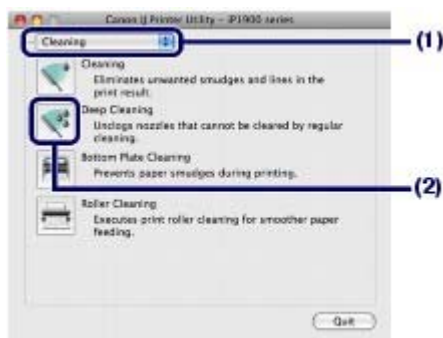 Canon IJ Printer Utility – iP1900 series
Cleaning
(1)
Cleaning
Eliminates unwanted smudges and lines in the
print result.
Deep Cleaning
Unclogs nozzles that cannot be cleared by regular
cleaning.
Bottom Plate Cleaning
Prevents paper smudges during printing.
(2)
Roller Cleaning
Executes print roller cleaning for smoother paper
feeding.
Quit